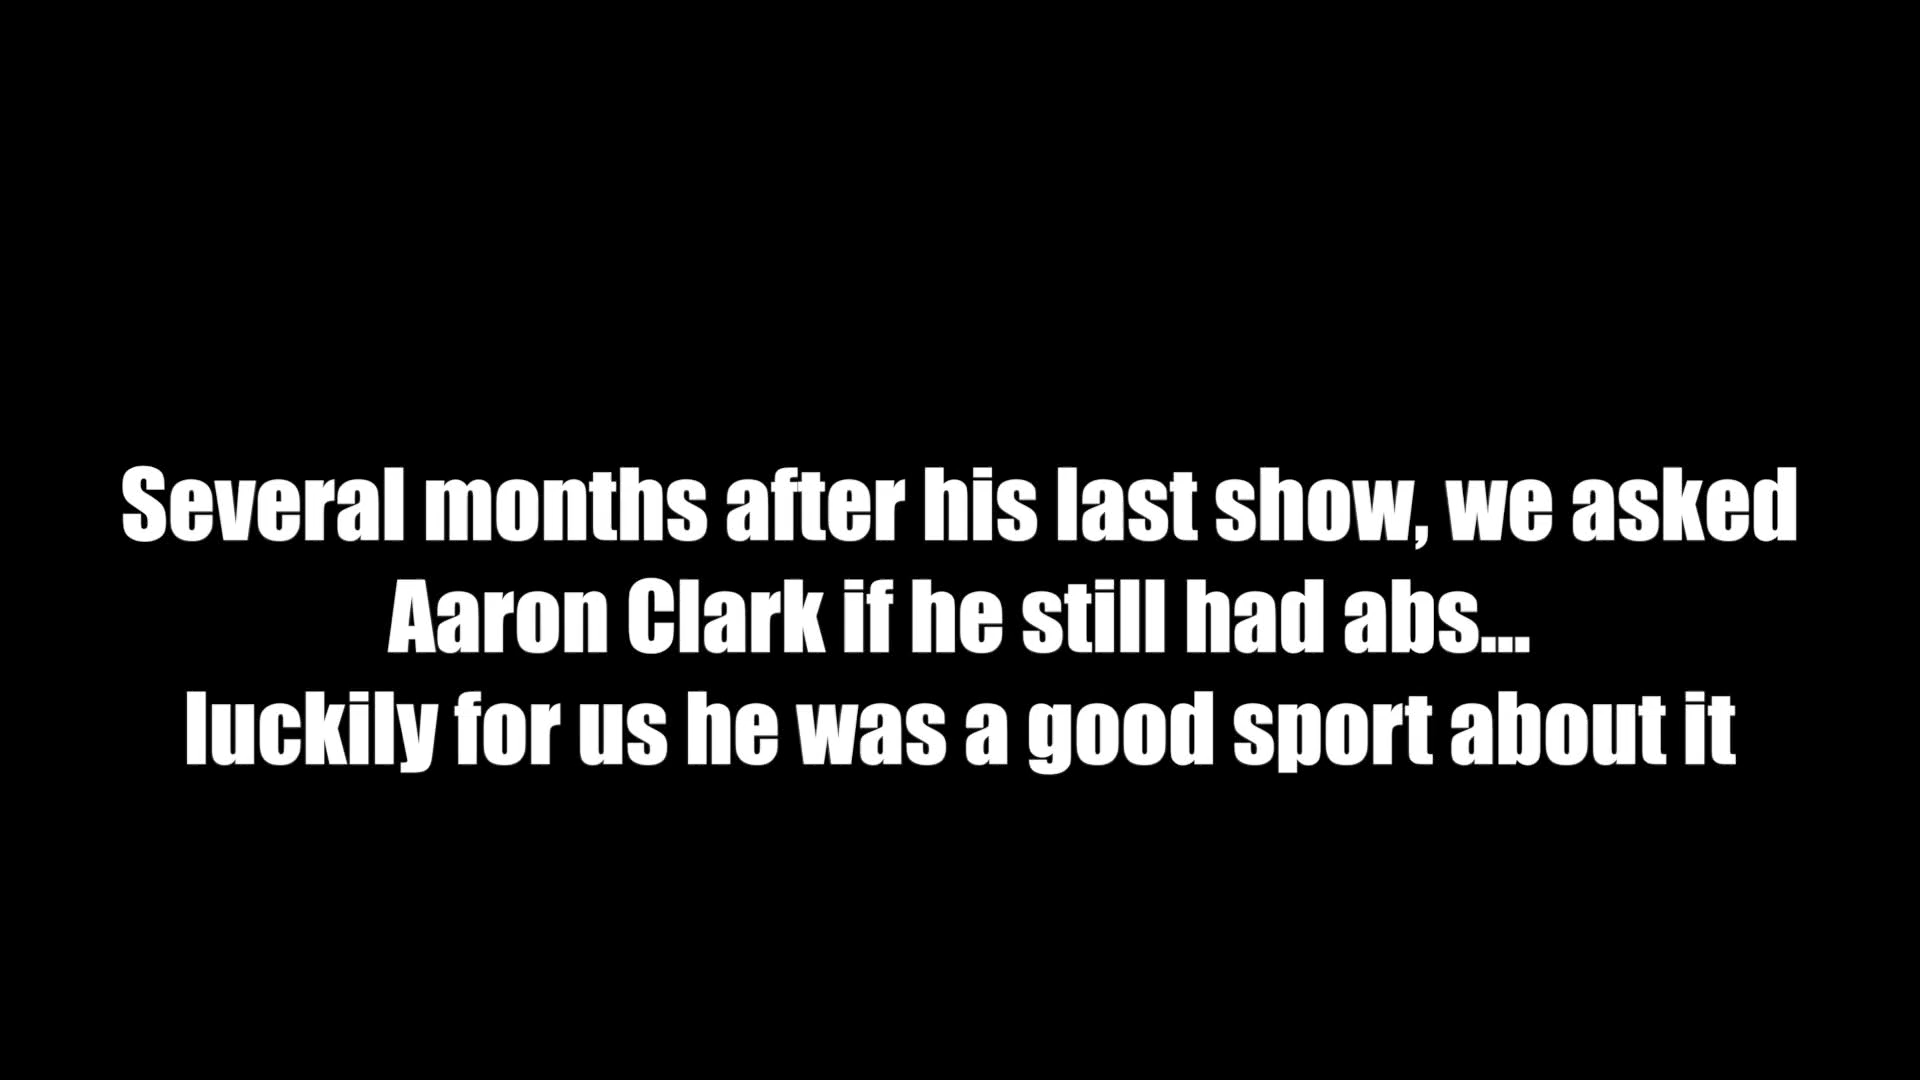 Several months after his last show, we asked
Aaron Clark if he still had abs...
luckily for us he was a good sport about it